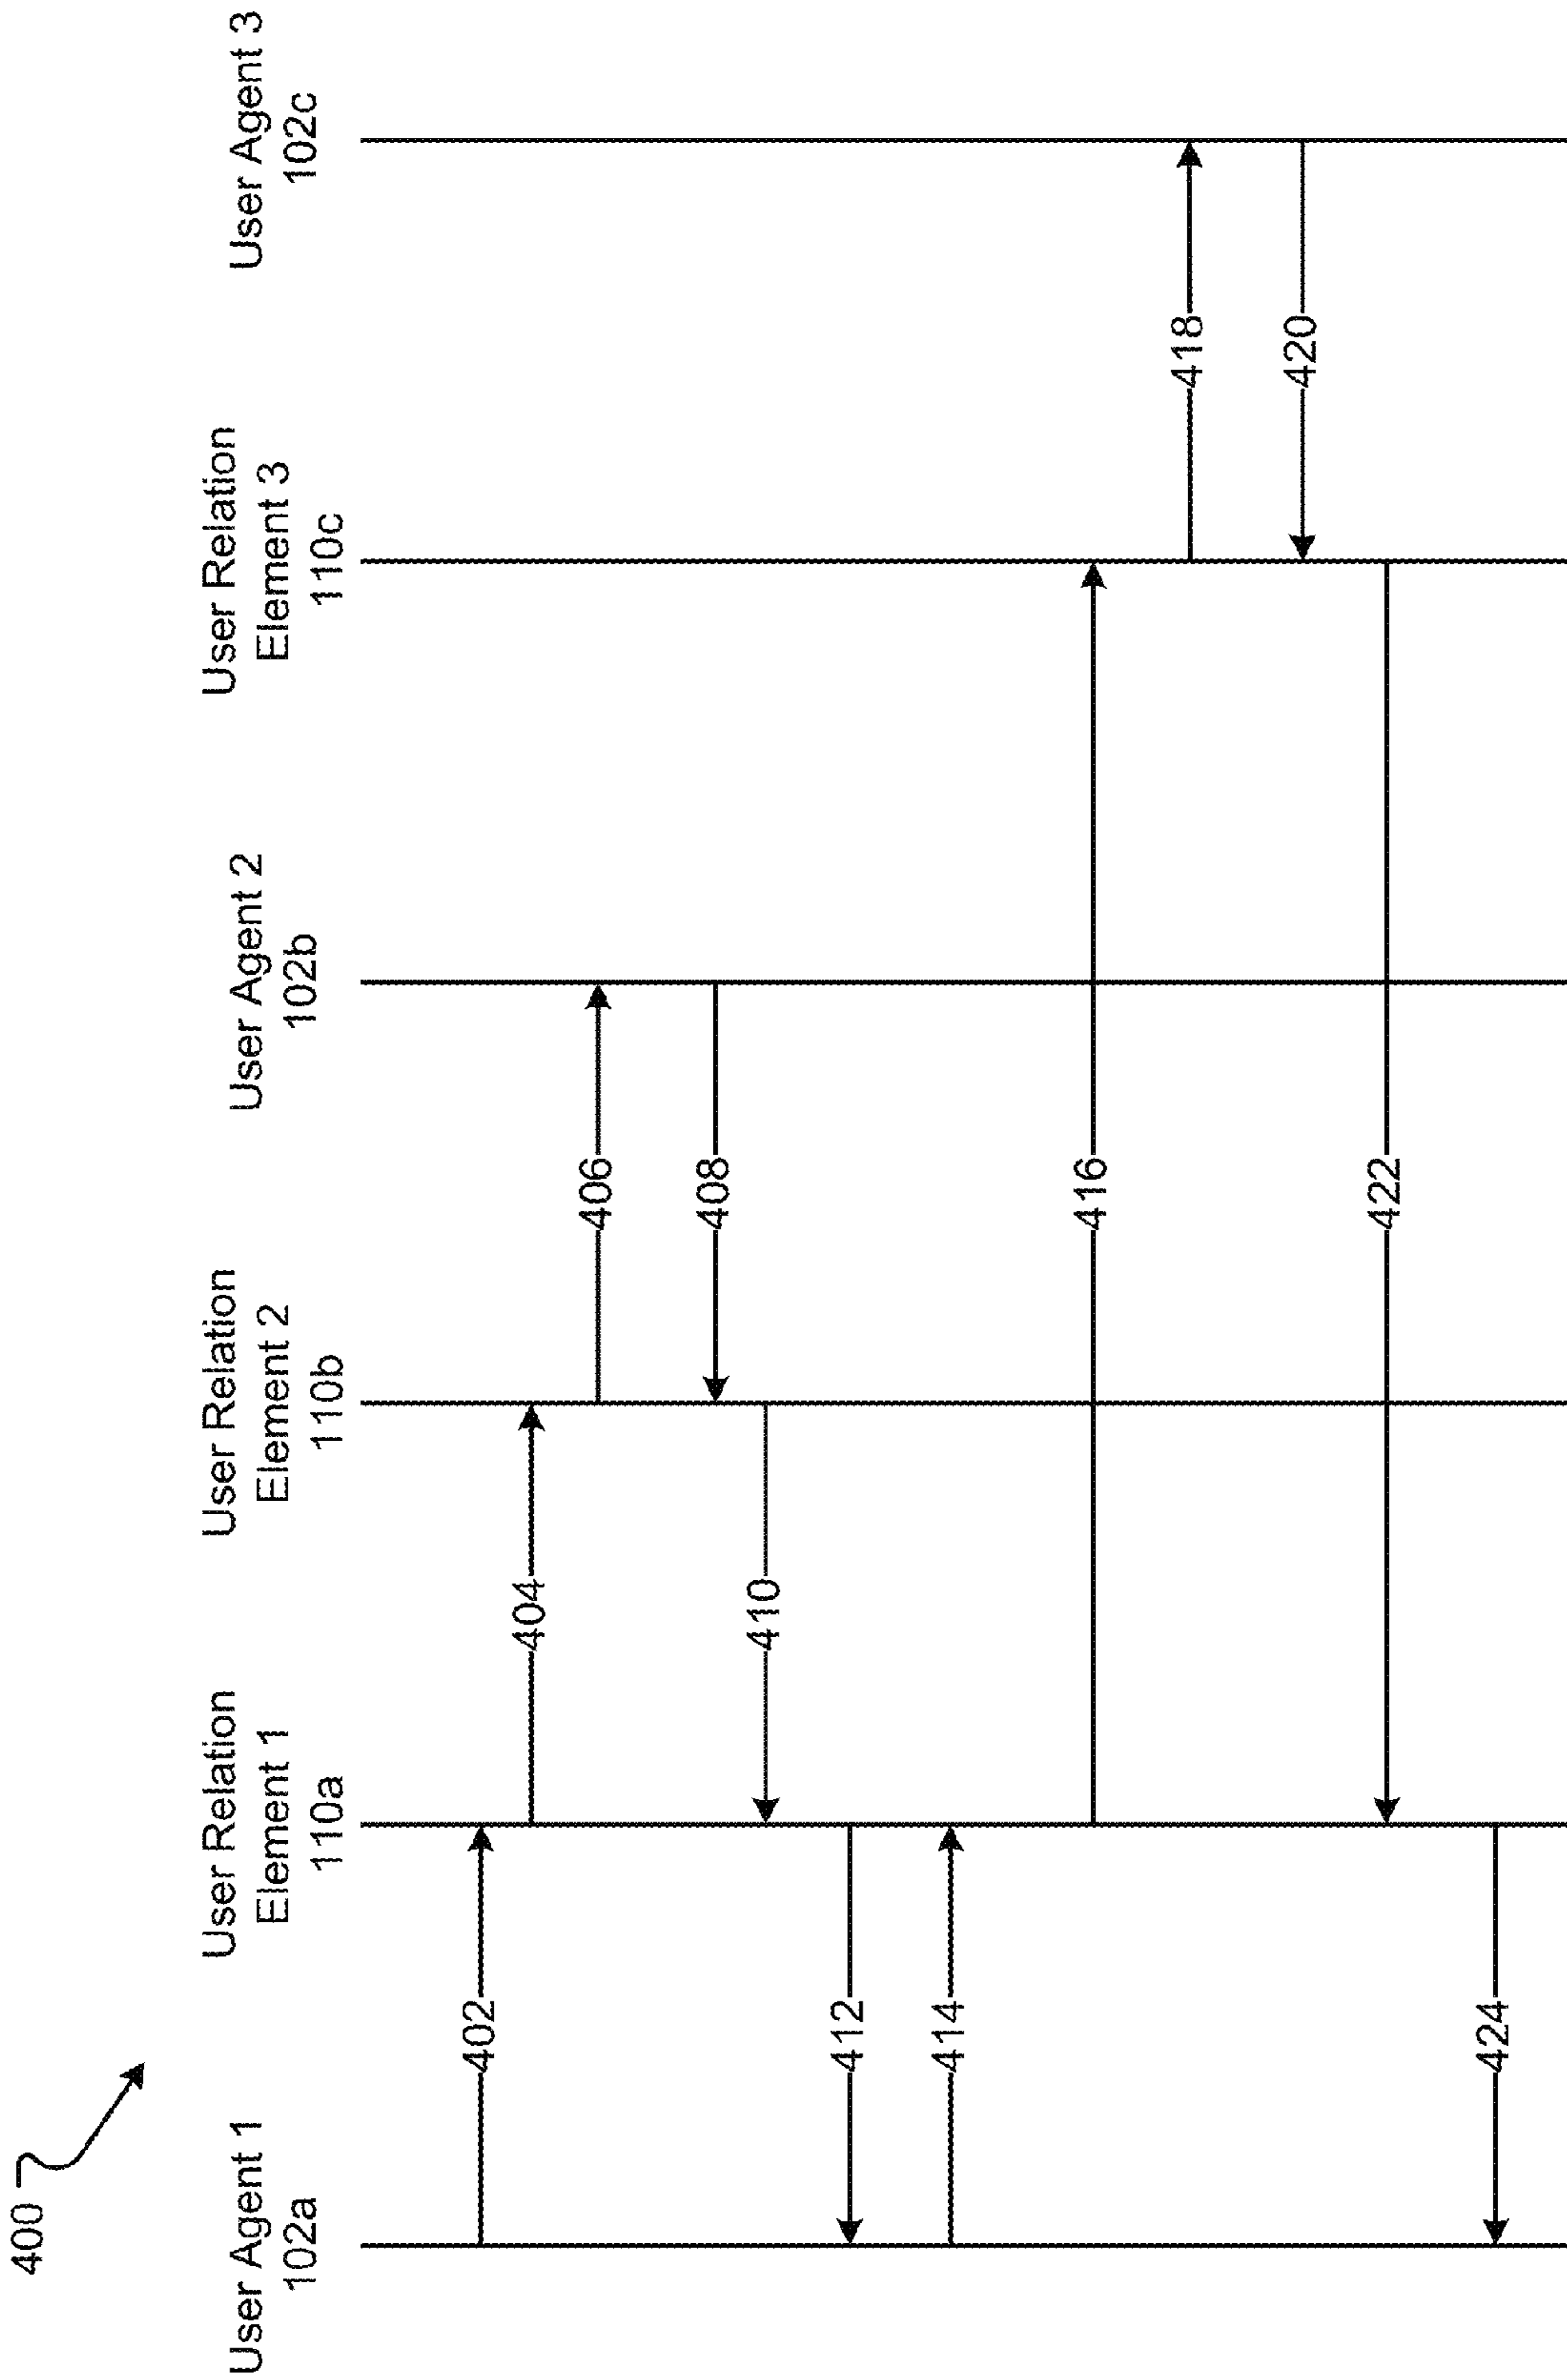 400
User Agent 1
102a
User Relation
Element 1
110a
User Relation
Element 2
110b
User Agent 2
102b
User Relation
Element 3
110c
User Agent 3
102c
402
404
406
408
410
412
414
416
418
420
422
424